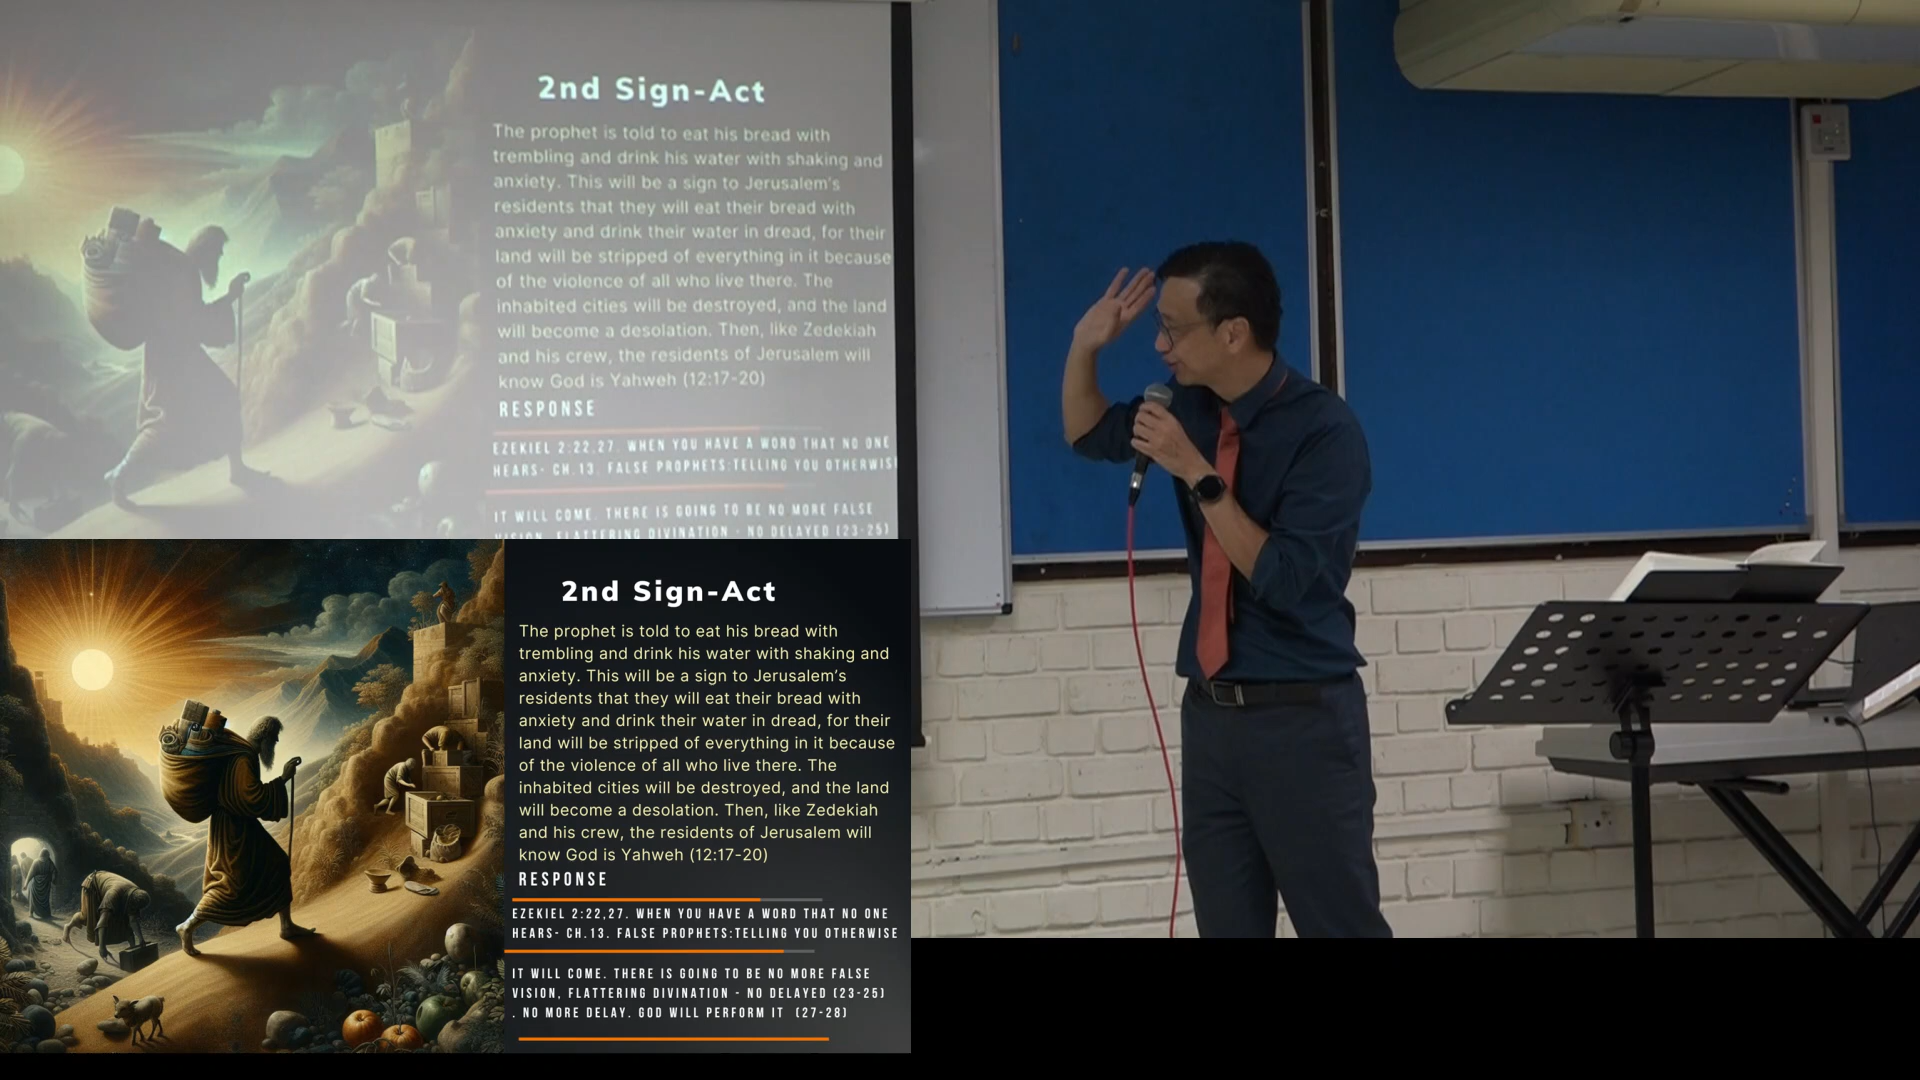 2nd Sign-Act
The prophet is told to eat his bread with
trembling and drink his water with shaking and
anxiety. This will be a sign to Jerusalem's
residents that they will eat their bread with
anxiety and drink their water in dread, for their
land will be stripped of everything in it because
of the violence of all who live there. The
inhabited cities will be destroyed, and the land
will become a desolation. Then, like Zedekiah
and his crew, the residents of Jerusalem will
know God is Yahweh (12:17-20)
RESPONSE
EZEKIEL 2:22,27. WHEN YOU HAVE A WORD THAT NO ONE
HEARS- CH.13. FALSE PROPHETS:TELLING YOU OTHERWIS
IT WILL COME. THERE IS GOING TO BE NO MORE FALSE
VISION, FLATTERING DIVINATION - NO DELAYED (23-25)
2nd Sign-Act
The prophet is told to eat his bread with
trembling and drink his water with shaking and
anxiety. This will be a sign to Jerusalem's
residents that they will eat their bread with
anxiety and drink their water in dread, for their
land will be stripped of everything in it because
of the violence of all who live there. The
inhabited cities will be destroyed, and the land
will become a desolation. Then, like Zedekiah
and his crew, the residents of Jerusalem will
know God is Yahweh (12:17-20)
RESPONSE
EZEKIEL 2:22,27. WHEN YOU HAVE A WORD THAT NO ONE
HEARS- CH.13. FALSE PROPHETS:TELLING YOU OTHERWISE
IT WILL COME. THERE IS GOING TO BE NO MORE FALSE
VISION, FLATTERING DIVINATION - NO DELAYED (23-25)
. NO MORE DELAY. GOD WILL PERFORM IT (27-28)